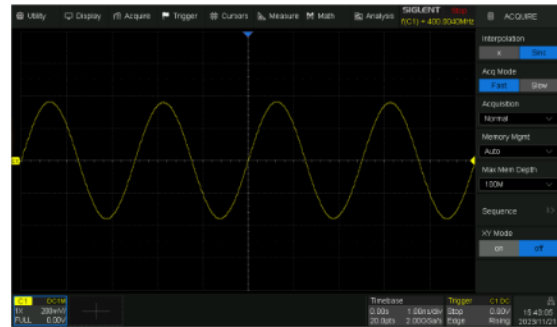 Utility Display Acquire Trigger Cursors Measure Math Analysis
SIGLENT Stop
f(C1) = 400.0040MHz
ACQUIRE
Interpolation
x Sinc
Acq Mode
Fast Slow
Acquisition
Normal
Memory Mgmt
Auto
Max Mem Depth
100M
Sequence
XY Mode
on off
C1 DC1M
1X 200mV/
FULL 0.00V
Timebase
0.00s 1.00ns/div
20.0pts 2.00GSa/s
Trigger C1 DC
Stop 0.00V
Edge Rising
15:43:05
2023/11/21